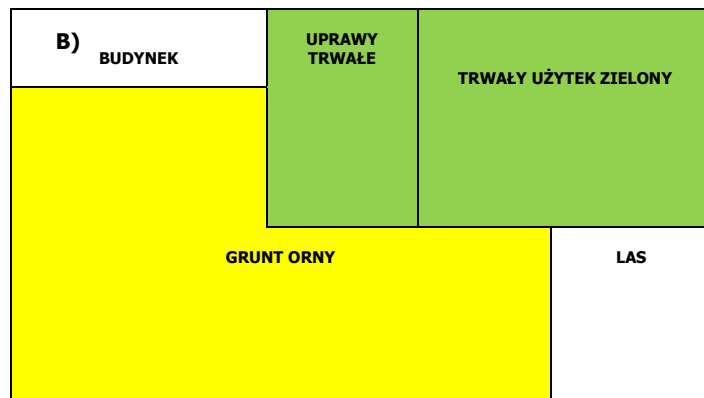 B)
BUDYNEK
UPRAWY
TRWAŁE
TRWAŁY UŻYTEK ZIELONY
GRUNT ORNY
LAS